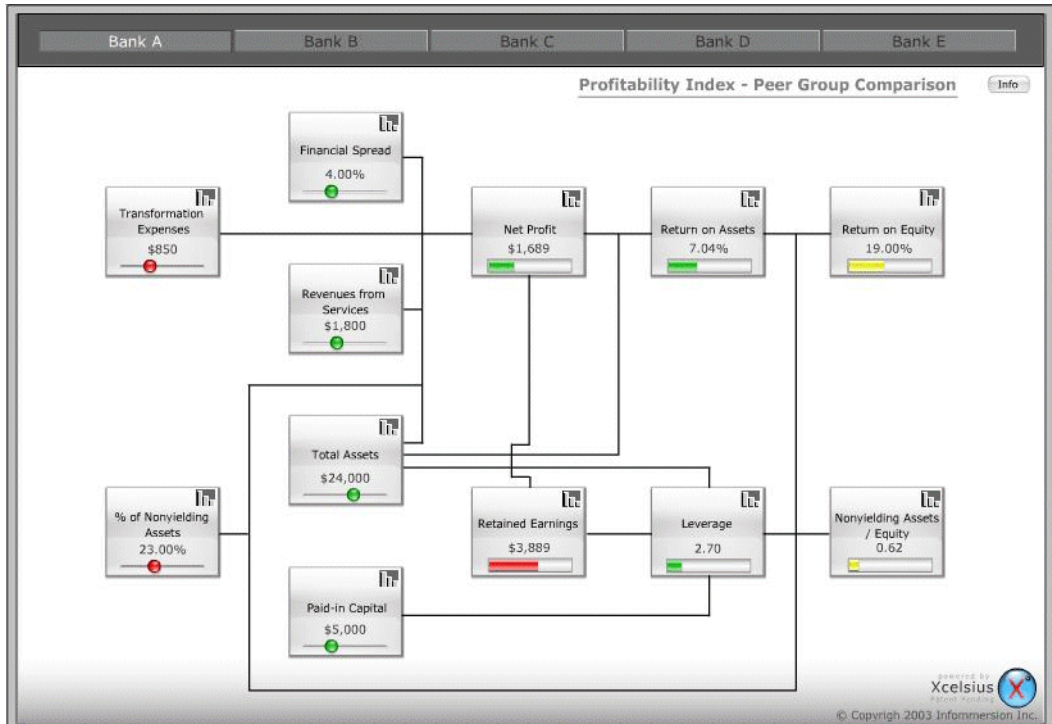 Bank A
Bank B
Bank C
Bank D
Bank E
Profitability Index - Peer Group Comparison
Info
Financial Spread
4.00%
Transformation
Expenses
$850
Net Profit
$1,689
Return on Assets
7.04%
Return on Equity
19.00%
Revenues from
Services
$1,800
Total Assets
$24,000
% of Nonyielding
Assets
23.00%
Retained Earnings
$3,889
Leverage
2.70
Nonyielding Assets
/ Equity
0.62
Paid-in Capital
$5,000
powered by
Xcelsius
Patent Pending
X
© Copyrigh 2003 Infommersion Inc.